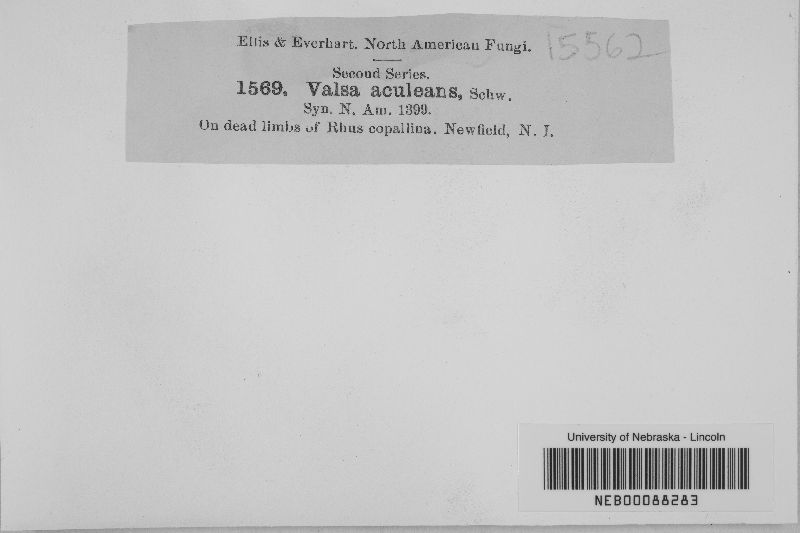 Ellis & Everhart. North American Fungi.
15562
Second Series.
1569. Valsa aculeans, Schw.
Syn. N. Am. 1399.
On dead limbs of Rhus copallina. Newfield, N. J.
University of Nebraska - Lincoln
NEB00088283